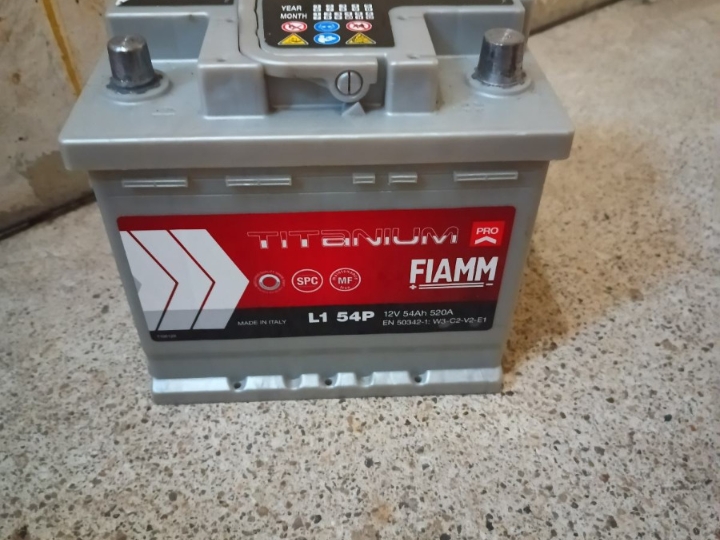 YEAR
MONTH
TITANIUM
PRO
FIAMM
SPC
MF
MADE IN ITALY
L1 54P
12V 54Ah 520A
EN 50342-1: W3-C2-V2-E1